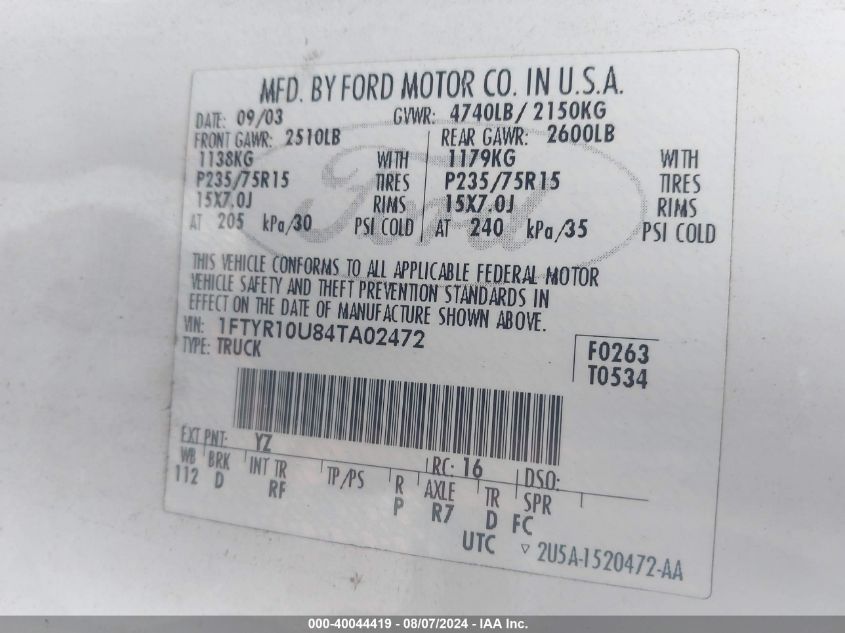 MFD. BY FORD MOTOR CO. IN U.S.A.
DATE: 09/03 GVWR: 4740LB/ 2150KG
FRONT GAWR: 2510LB REAR GAWR: 2600LB
1138KG WITH 1179KG WITH
P235/75R15 TIRES P235/75R15 TIRES
15X7.0J RIMS 15X7.0J RIMS
AT 205 kPa/30 PSI COLD AT 240 kPa/35 PSI COLD
Ford
THIS VEHICLE CONFORMS TO ALL APPLICABLE FEDERAL MOTOR
VEHICLE SAFETY AND THEFT PREVENTION STANDARDS IN
EFFECT ON THE DATE OF MANUFACTURE SHOWN ABOVE.
VIN: 1FTYR10U84TA02472
TYPE: TRUCK
F0263
T0534
EXT PNT: YZ RC: 16 DSO:
WB BRK INT TR TP/PS R AXLE TR SPR
112 D RF P R7 D FC
UTC ▽ 2U5A-1520472-AA
000-40044419 - 08/07/2024 - IAA Inc.